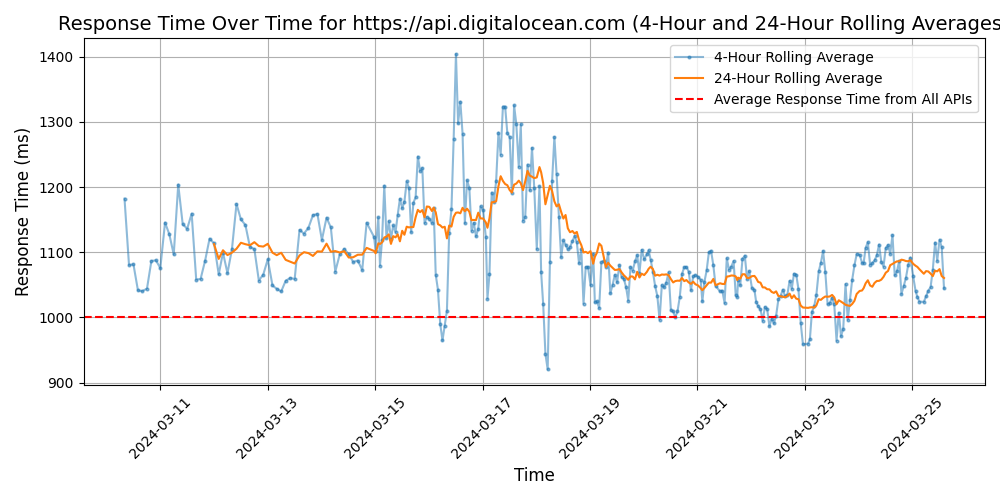 Response Time Over Time for https://api.digitalocean.com (4-Hour and 24-Hour Rolling Averages
4-Hour Rolling Average
24-Hour Rolling Average
Average Response Time from All APIs
Response Time (ms)
1400
1300
1200
1100
1000
900
2024-03-11
2024-03-13
2024-03-15
2024-03-17
2024-03-19
2024-03-21
2024-03-23
2024-03-25
Time